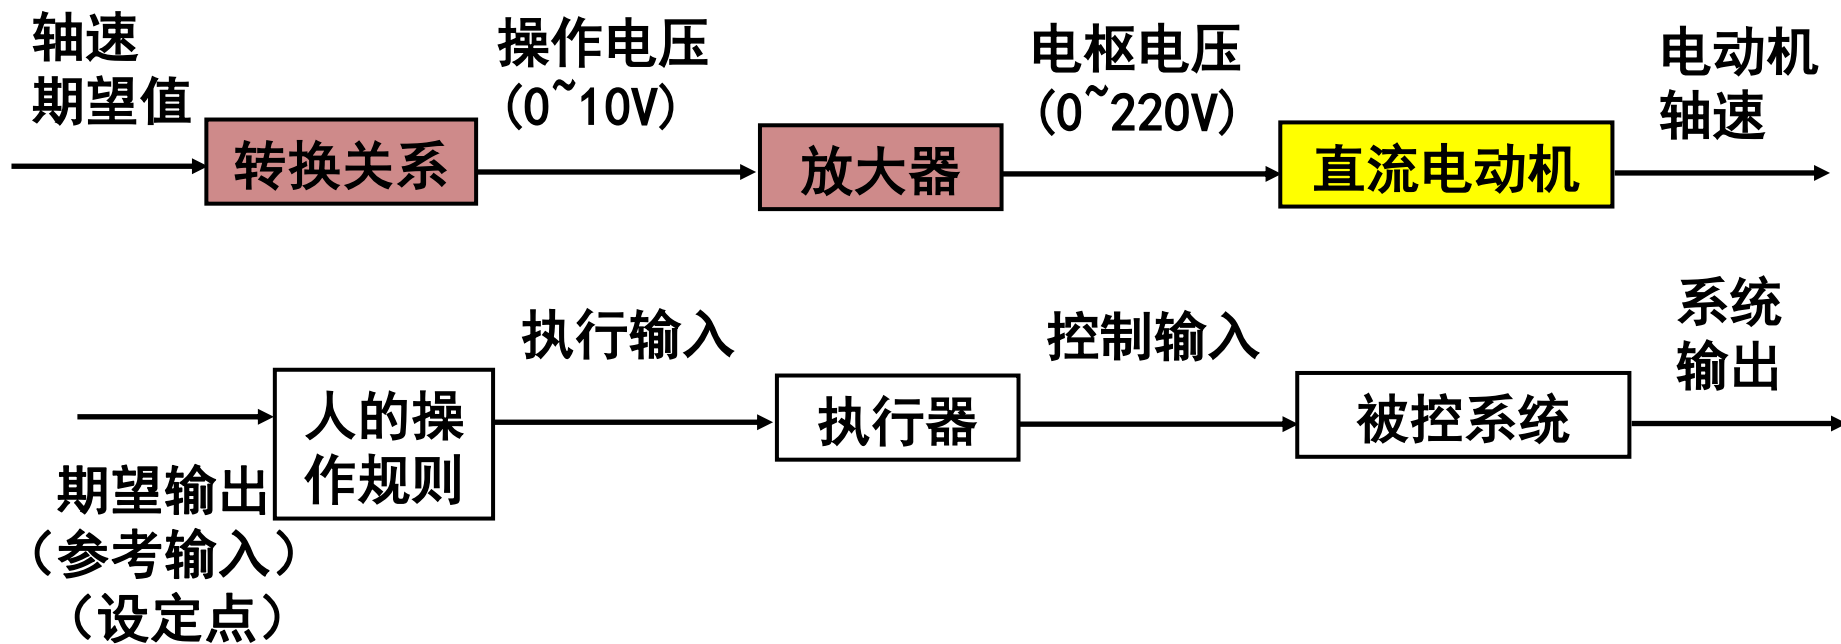 轴速
期望值
转换关系
操作电压
(0~10V)
放大器
电枢电压
(0~220V)
直流电动机
电动机
轴速
期望输出
（参考输入）
（设定点）
人的操
作规则
执行输入
执行器
控制输入
被控系统
系统
输出